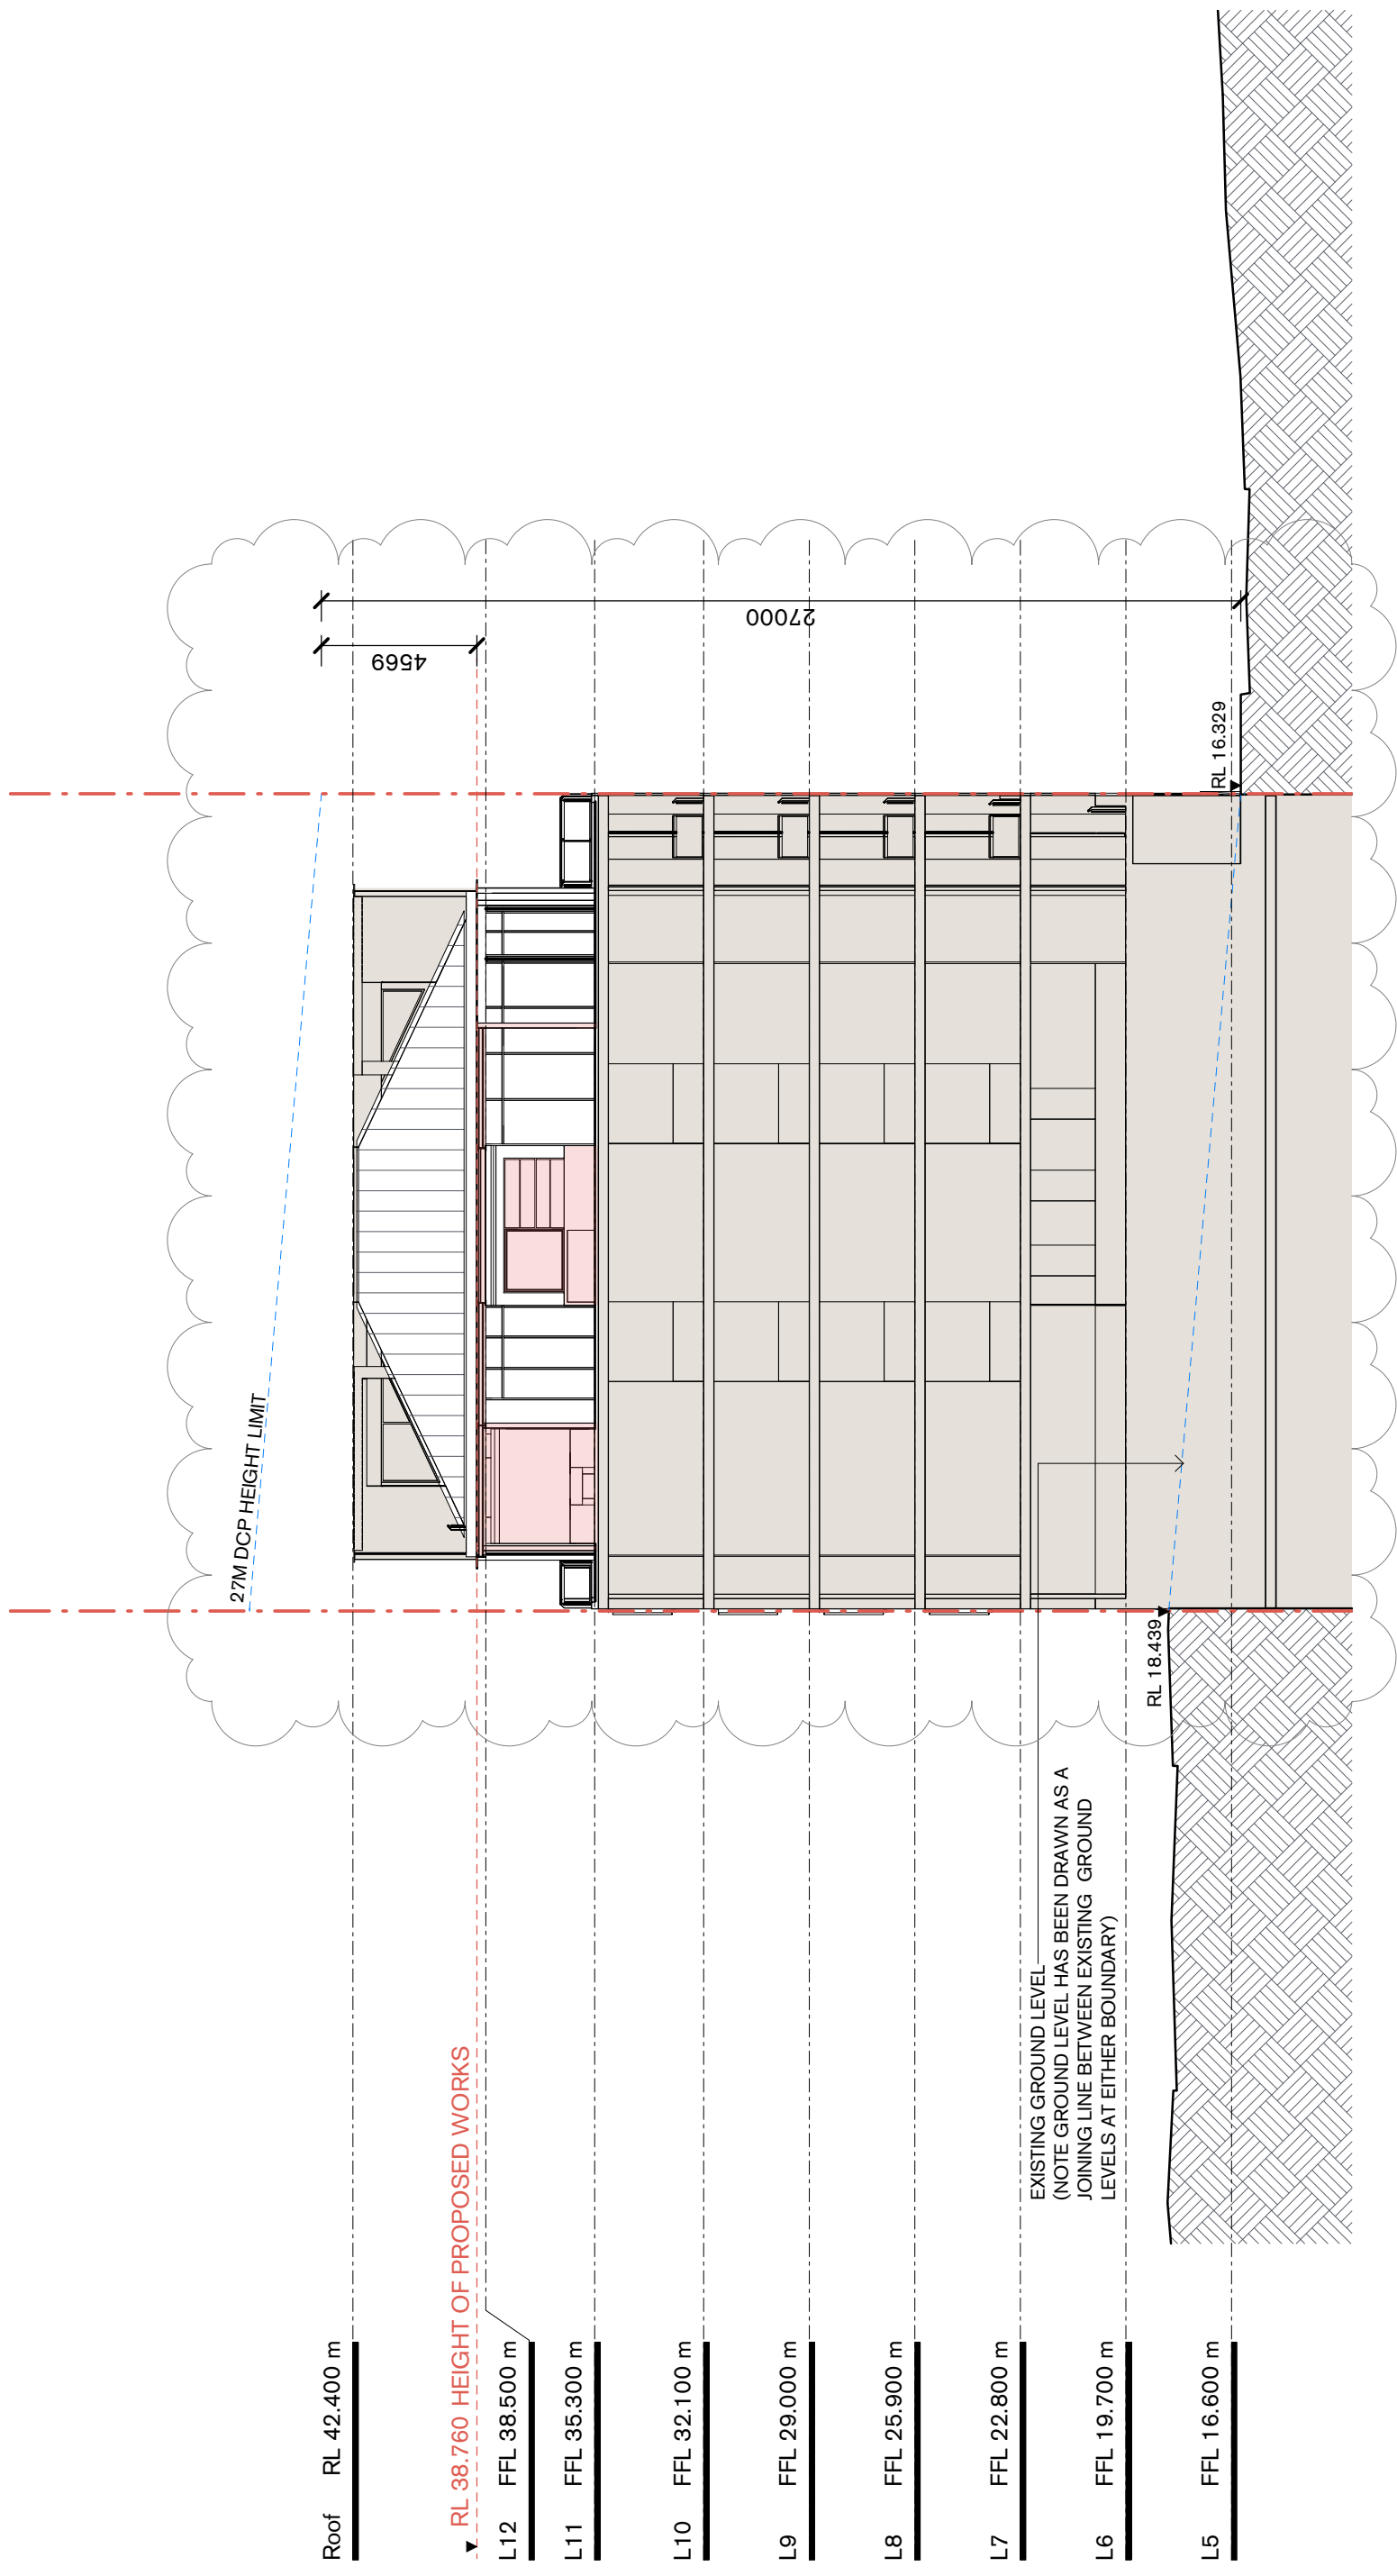 27M DCP HEIGHT LIMIT
4569
27000
RL 16.329
RL 18.439
EXISTING GROUND LEVEL
(NOTE GROUND LEVEL HAS BEEN DRAWN AS A
JOINING LINE BETWEEN EXISTING GROUND
LEVELS AT EITHER BOUNDARY)
Roof RL 42.400 m
RL 38.760 HEIGHT OF PROPOSED WORKS
L12 FFL 38.500 m
L11 FFL 35.300 m
L10 FFL 32.100 m
L9 FFL 29.000 m
L8 FFL 25.900 m
L7 FFL 22.800 m
L6 FFL 19.700 m
L5 FFL 16.600 m